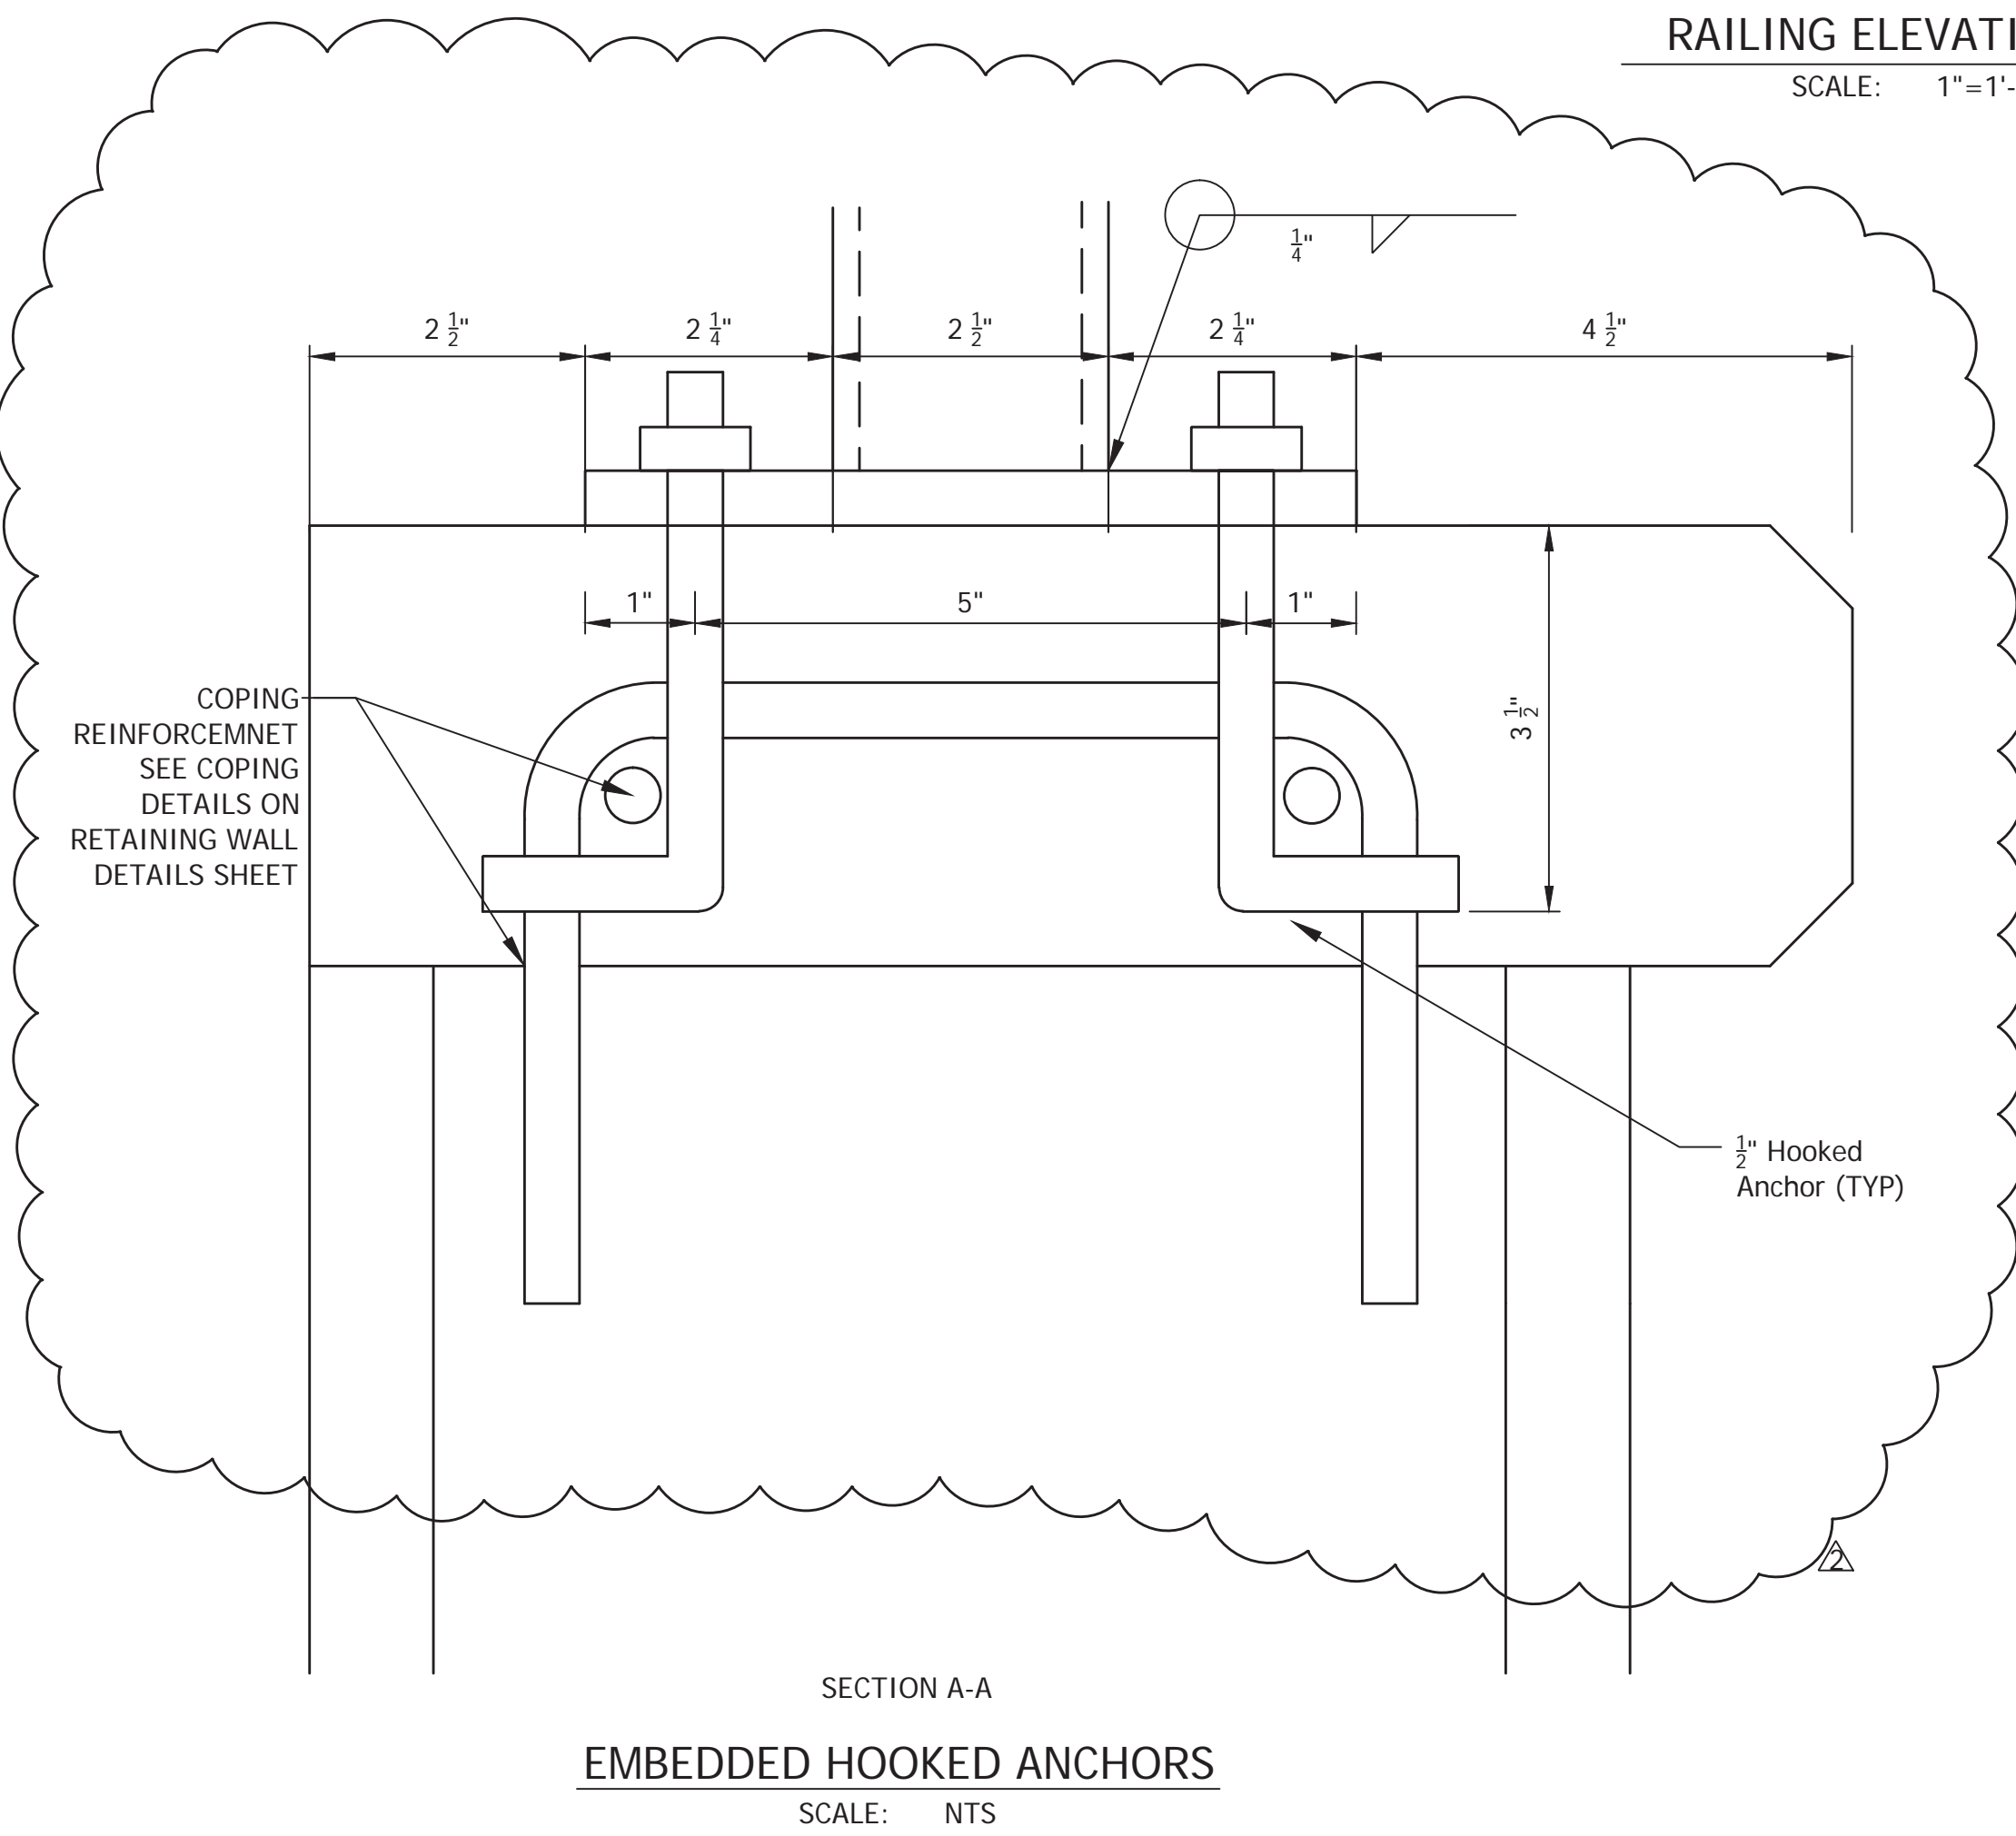 RAILING ELEVATI
SCALE: 1"=1'-
1/4"
2 1/2" 2 1/4" 2 1/2" 2 1/4" 4 1/2"
1" 5" 1"
3 1/2"
COPING
REINFORCEMNET
SEE COPING
DETAILS ON
RETAINING WALL
DETAILS SHEET
1/2" Hooked
Anchor (TYP)
2
SECTION A-A
EMBEDDED HOOKED ANCHORS
SCALE: NTS